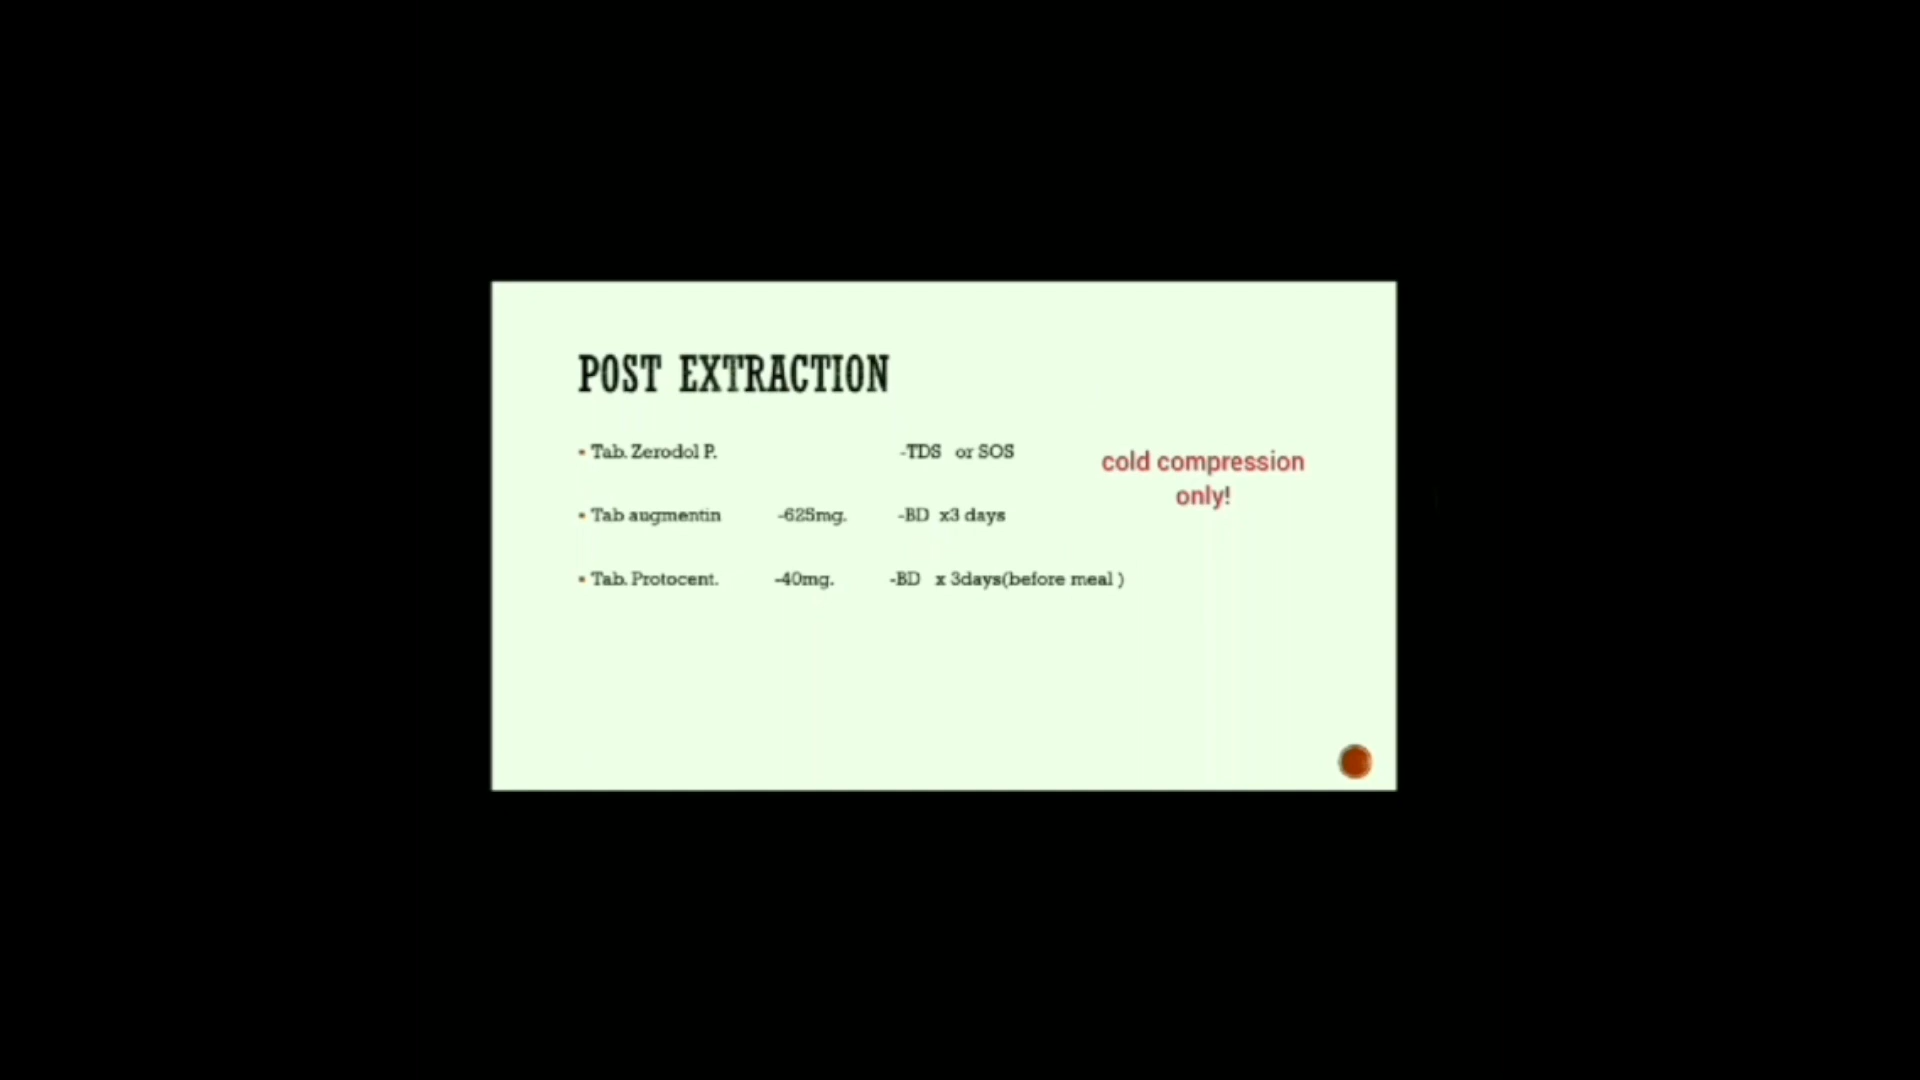 POST EXTRACTION
▪ Tab. Zerodol P. -TDS or SOS
cold compression
only!
▪ Tab augmentin -625mg. -BD x3 days
▪ Tab. Protocent. -40mg. -BD x 3days(before meal )